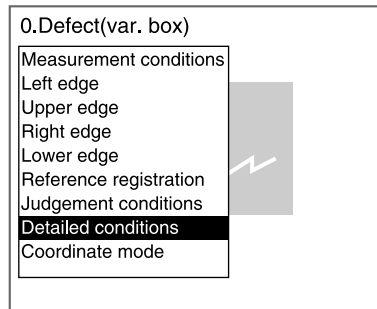 0.Defect(var. box)
Measurement conditions
Left edge
Upper edge
Right edge
Lower edge
Reference registration
Judgement conditions
Detailed conditions
Coordinate mode